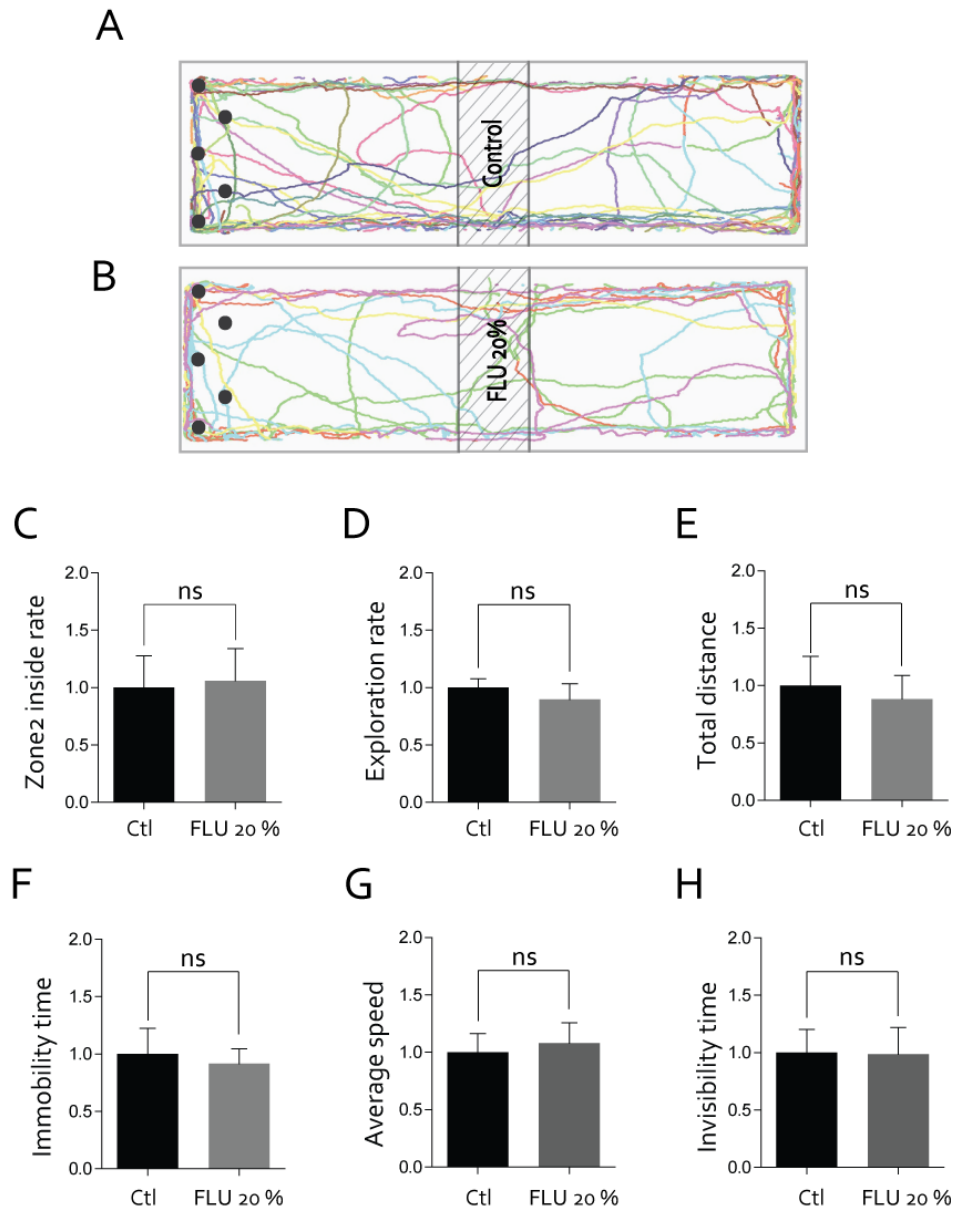 A
Control
B
FLU 20%
C
D
E
2.0
1.5
1.0
0.5
0.0
Zone2 inside rate
ns
Ctl
FLU 20 %
2.0
1.5
1.0
0.5
0.0
Exploration rate
ns
Ctl
FLU 20 %
2.0
1.5
1.0
0.5
0.0
Total distance
ns
Ctl
FLU 20 %
F
G
H
2.0
1.5
1.0
0.5
0.0
Immobility time
ns
Ctl
FLU 20 %
2.0
1.5
1.0
0.5
0.0
Average speed
ns
Ctl
FLU 20 %
2.0
1.5
1.0
0.5
0.0
Invisibility time
ns
Ctl
FLU 20 %